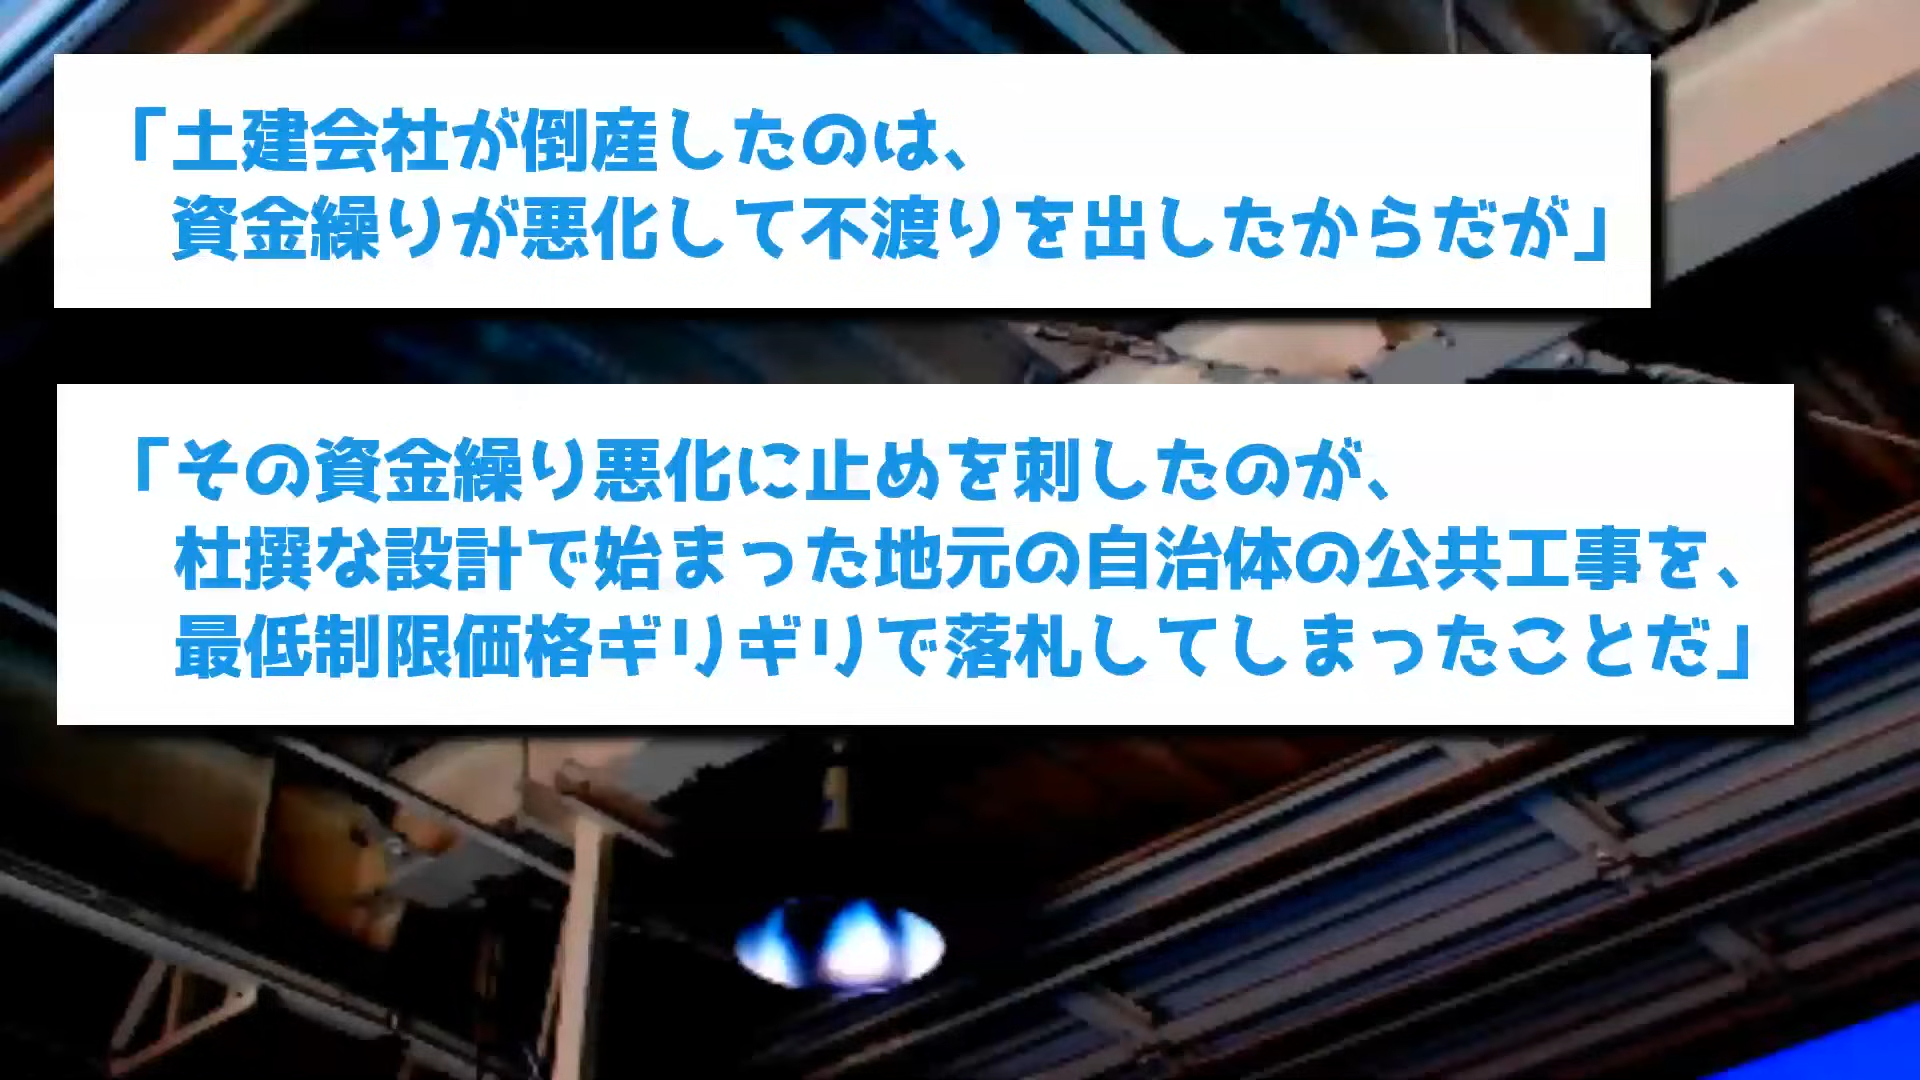 「土建会社が倒産したのは、
資金繰りが悪化して不渡りを出したからだが」
「その資金繰り悪化に止めを刺したのが、
杜撰な設計で始まった地元の自治体の公共工事を、
最低制限価格ギリギリで落札してしまったことだ」